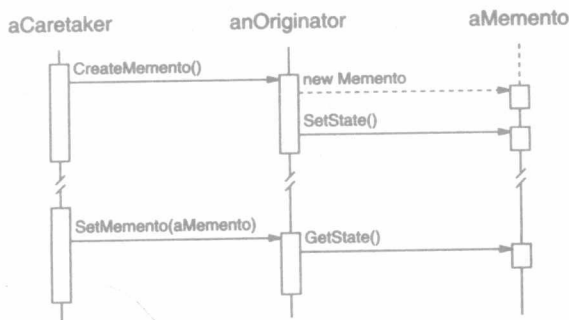 aCaretaker
anOriginator
aMemento
CreateMemento()
new Memento
SetState()
SetMemento(aMemento)
GetState()